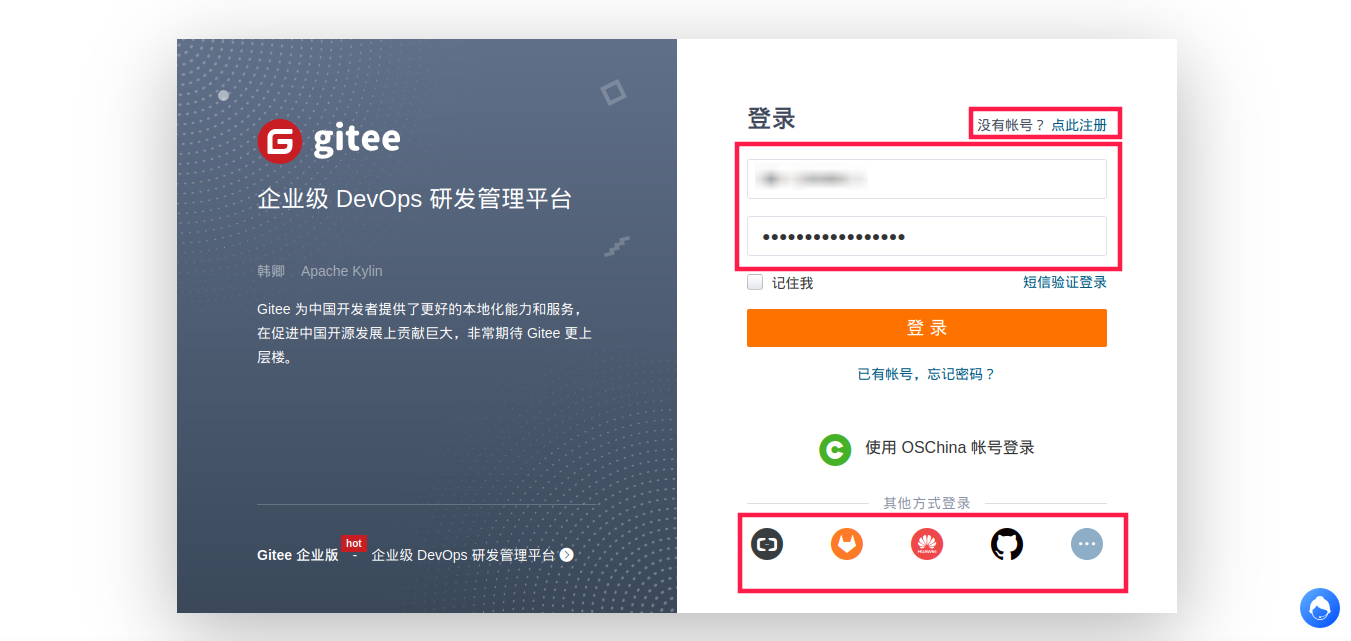 gitee
企业级 DevOps 研发管理平台
韩卿 Apache Kylin
Gitee 为中国开发者提供了更好的本地化能力和服务，
在促进中国开源发展上贡献巨大，非常期待 Gitee 更上
层楼。
Gitee 企业版 hot - 企业级 DevOps 研发管理平台
登录
没有帐号？ 点此注册
•••••••••••••••••
记住我
短信验证登录
登 录
已有帐号，忘记密码？
使用 OSChina 帐号登录
其他方式登录
HUAWEI